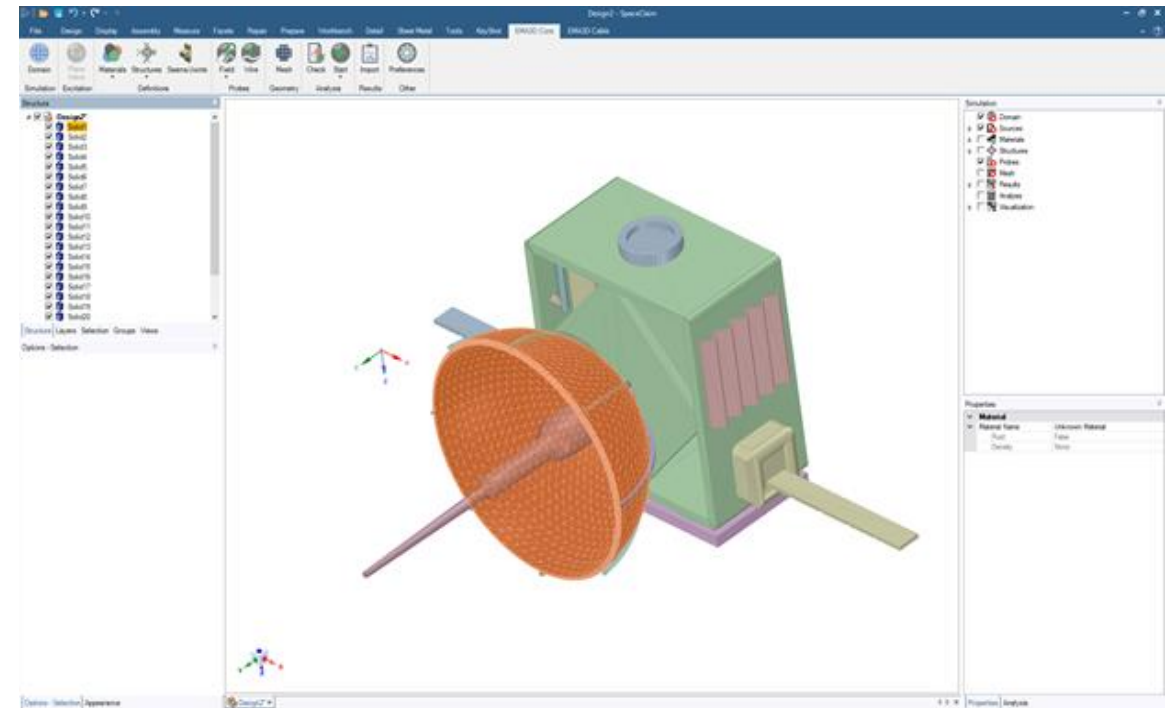 Design2 - SpaceClaim
File Design Display Assembly Measure Facets Repair Prepare Workbench Detail Sheet Metal Tools KeyShot EMA3D Core EMA3D Cable
Domain Plane Wave Materials Structures Seams/Joints Field Wire Mesh Check Start Import Preferences
Simulation Excitation Definitions Probes Geometry Analysis Results Other
Structure
Design2*
Solid1
Solid2
Solid3
Solid4
Solid5
Solid6
Solid7
Solid8
Solid9
Solid10
Solid11
Solid12
Solid13
Solid14
Solid15
Solid16
Solid17
Solid18
Solid19
Solid20
Structure Layers Selection Groups Views
Options - Selection
Simulation
Domain
Sources
Materials
Structures
Probes
Mesh
Results
Analysis
Visualization
Properties
Material
Material Name Unknown Material
Fluid False
Density None
Options - Selection Appearance
Design2*
Properties Analysis